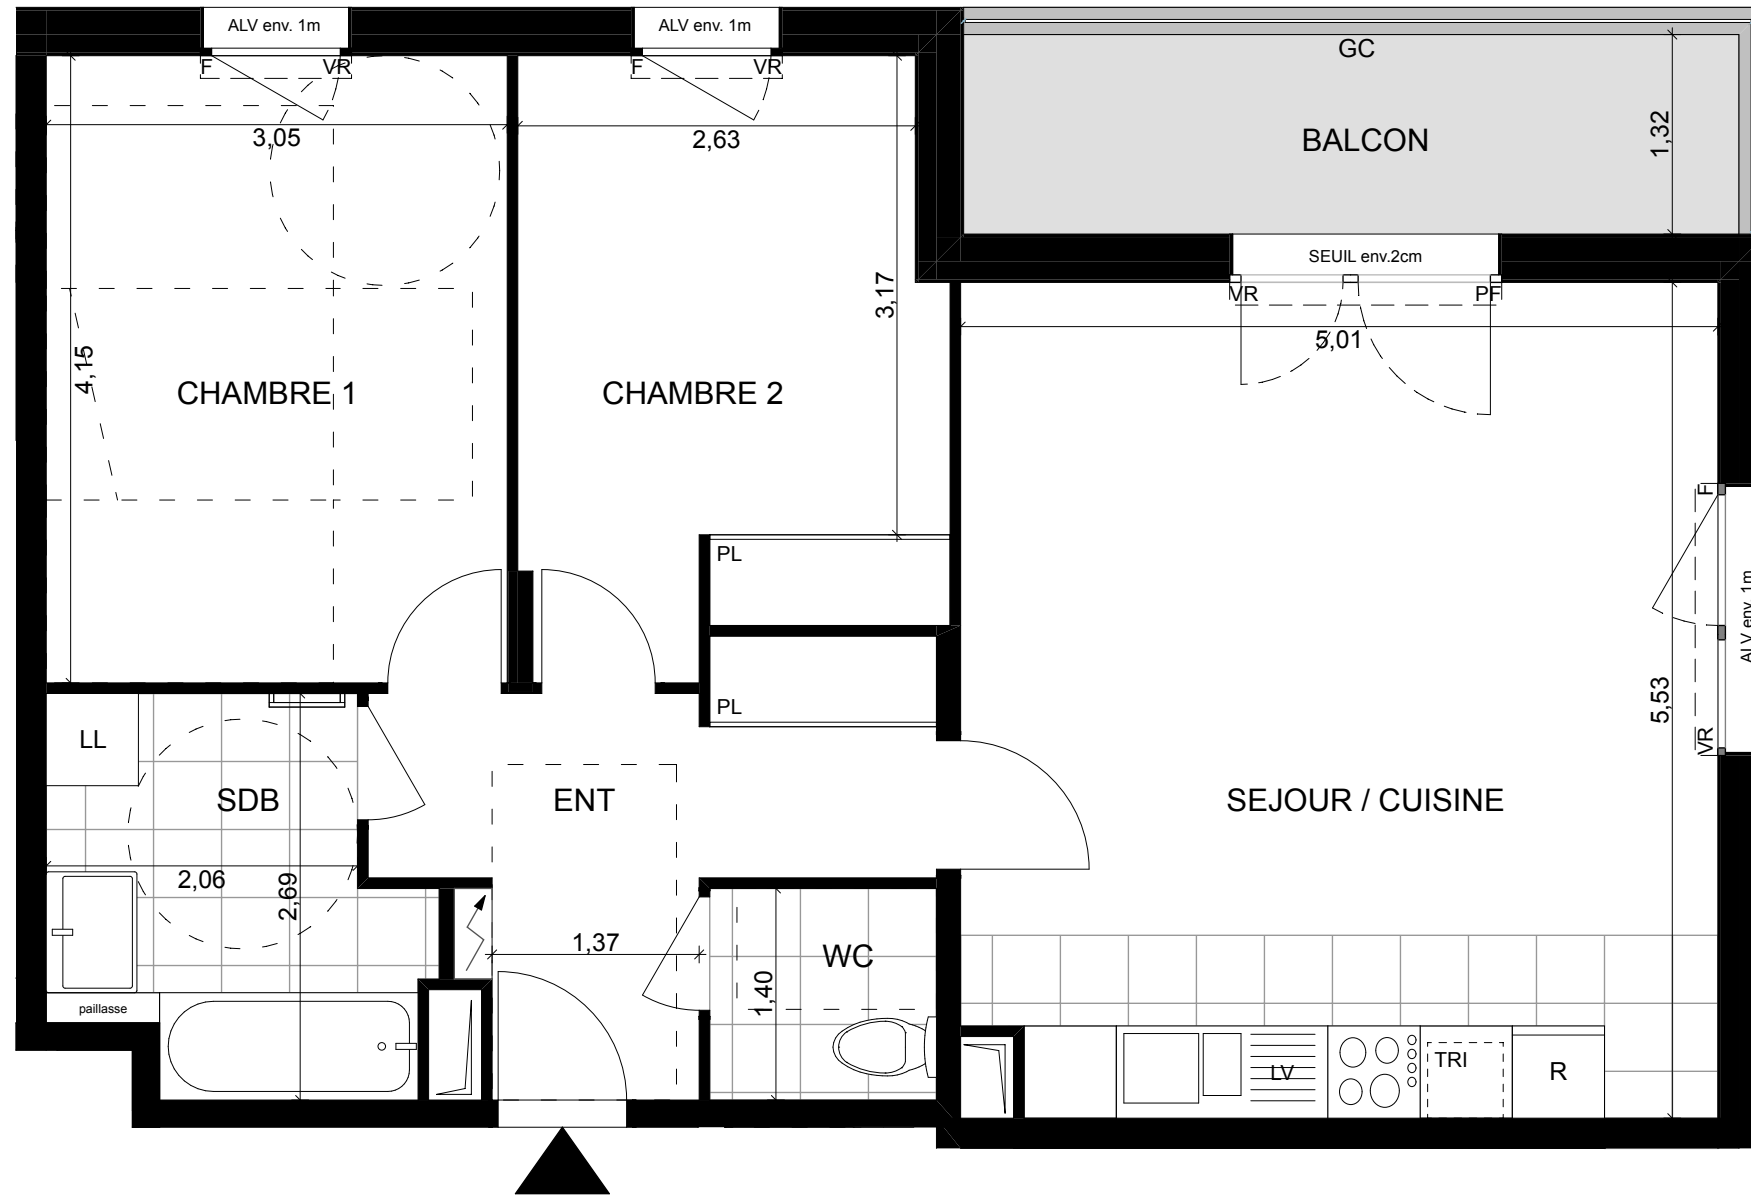 ALV env. 1m
ALV env. 1m
F
VR
F
VR
GC
3,05
2,63
BALCON
1,32
SEUIL env.2cm
VR
PF
3,17
5,01
4,15
CHAMBRE 1
CHAMBRE 2
F
PL
ALV env. 1m
PL
5,53
VR
LL
SDB
ENT
SEJOUR / CUISINE
2,06
2,69
1,37
WC
1,40
paillasse
LV
TRI
R